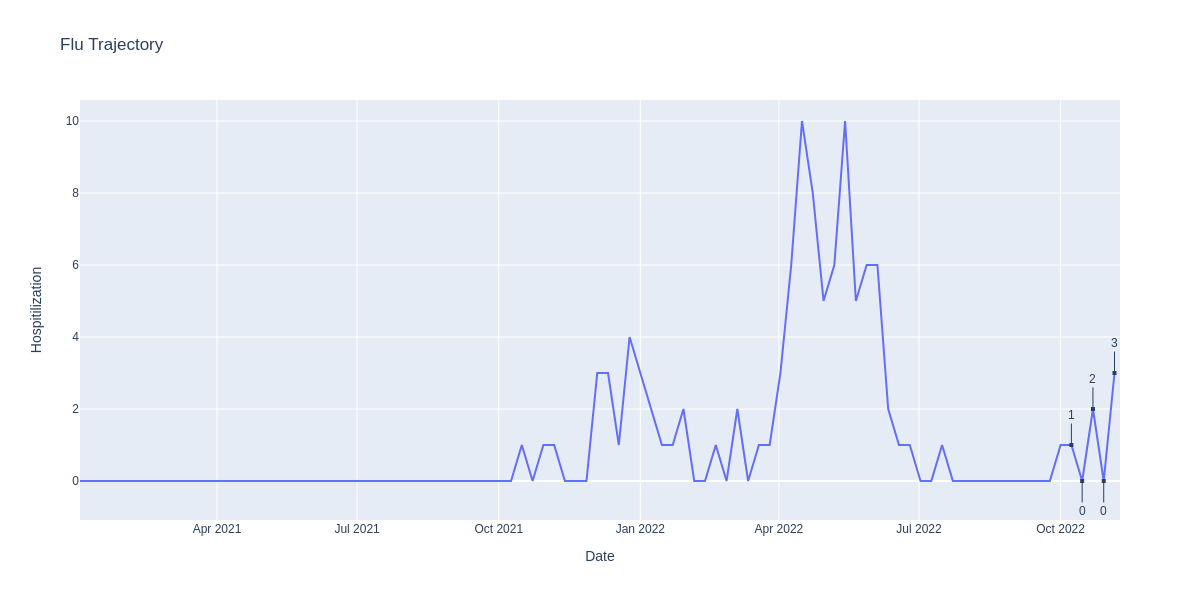 Flu Trajectory
10
8
6
4
2
0
Hospitilization
1
0
2
0
3
Apr 2021
Jul 2021
Oct 2021
Jan 2022
Apr 2022
Jul 2022
Oct 2022
Date